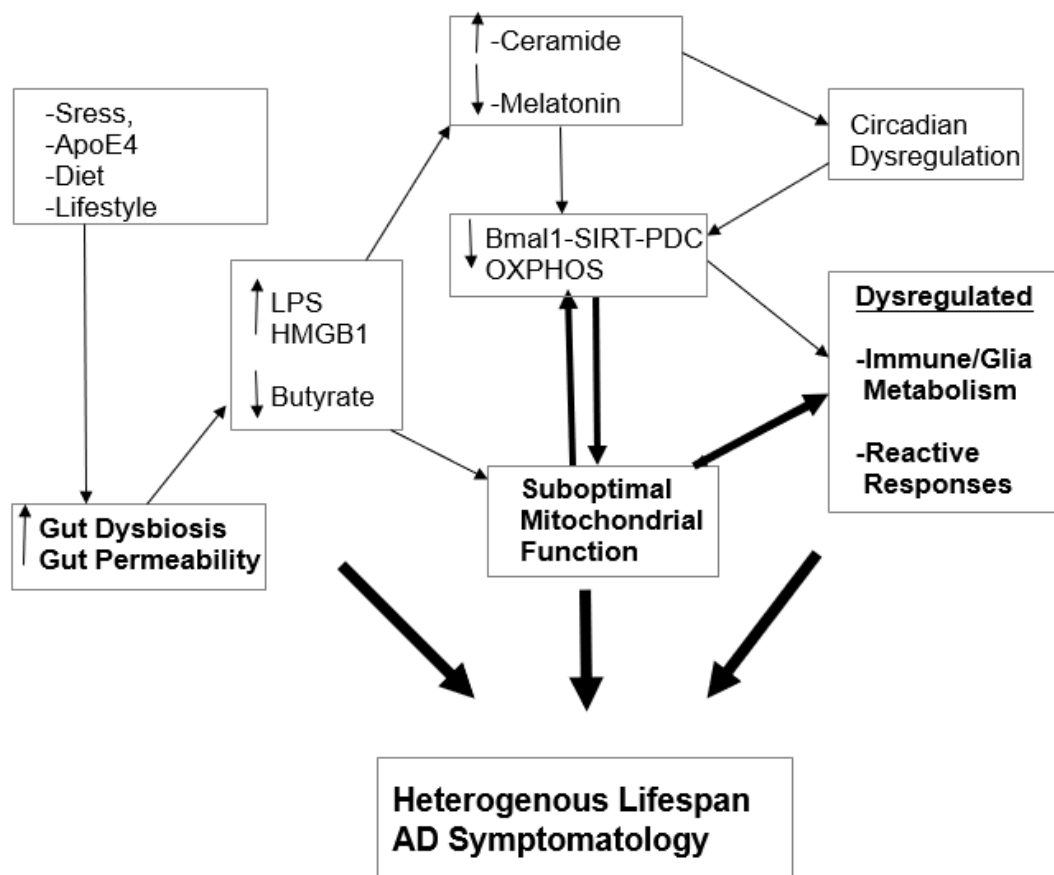 -Ceramide
-Melatonin
-Sress,
-ApoE4
-Diet
-Lifestyle
Circadian
Dysregulation
Bmal1-SIRT-PDC
OXPHOS
LPS
HMGB1
Butyrate
Dysregulated
-Immune/Glia
Metabolism
-Reactive
Responses
Suboptimal
Mitochondrial
Function
Gut Dysbiosis
Gut Permeability
Heterogenous Lifespan
AD Symptomatology